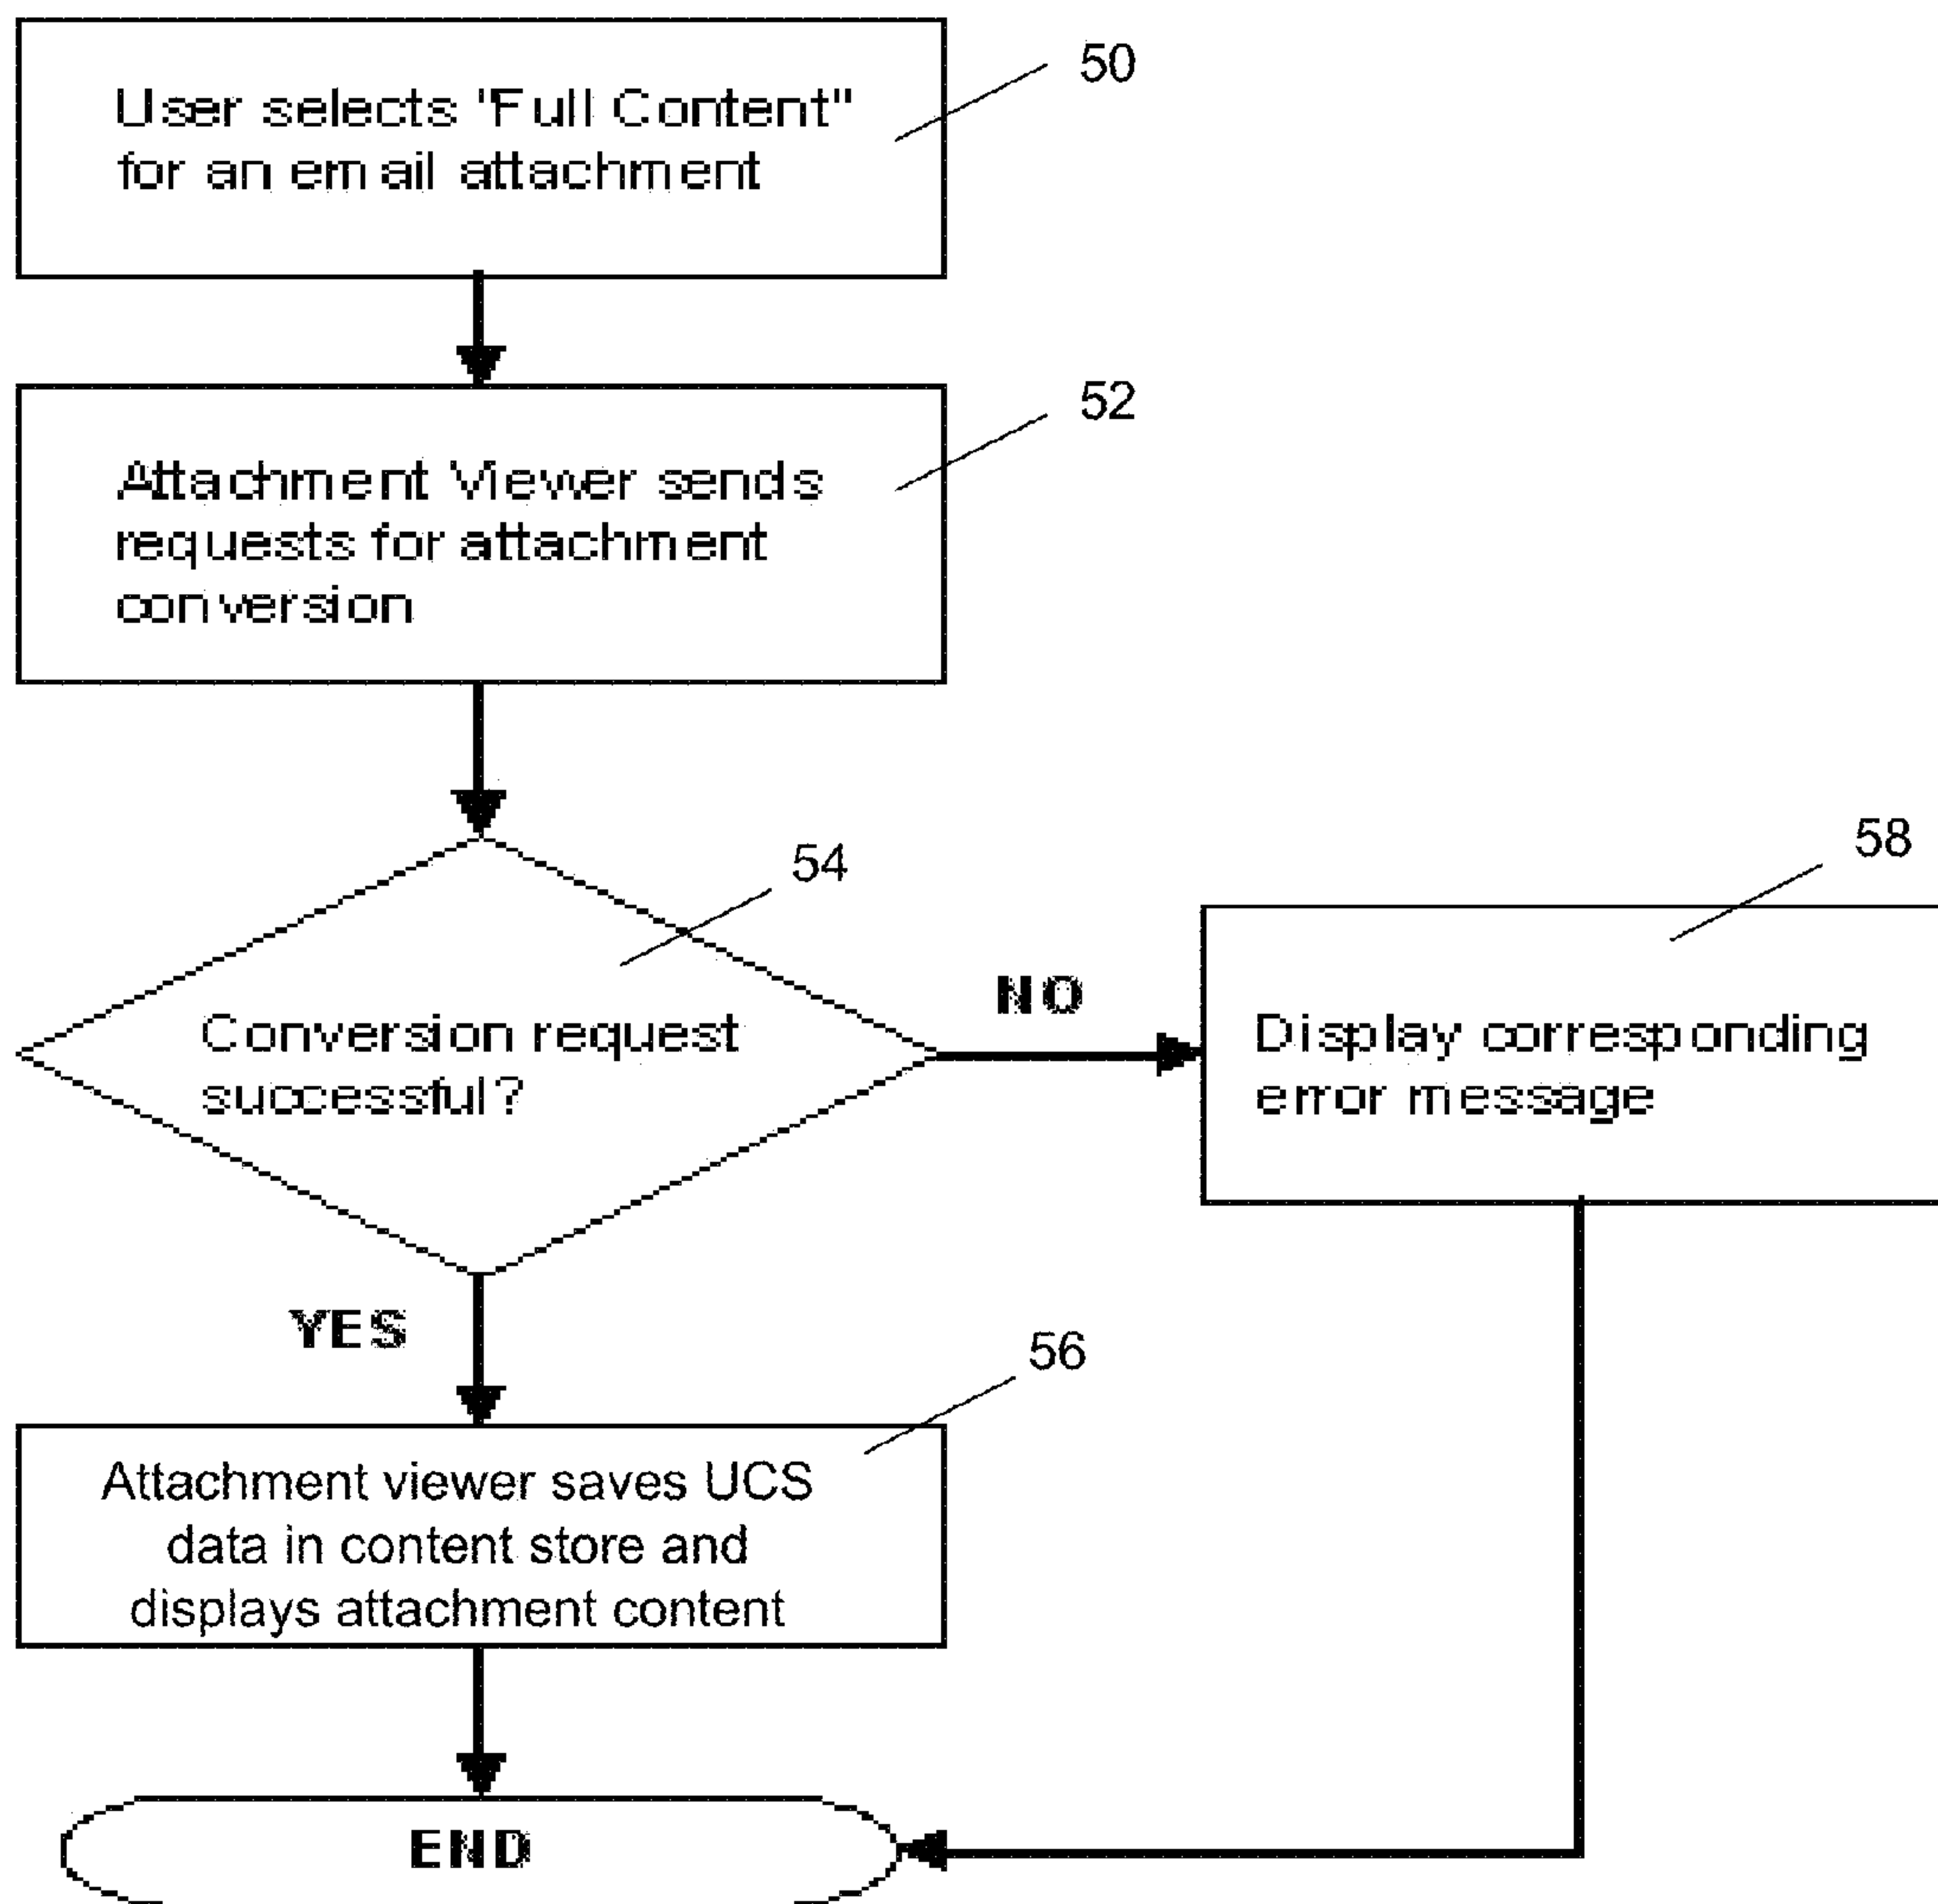 50
User selects "Full Content"
for an email attachment
52
Attachment Viewer sends
requests for attachment
conversion
54
58
NO
Conversion request
successful?
Display corresponding
error message
YES
56
Attachment viewer saves UCS
data in content store and
displays attachment content
END